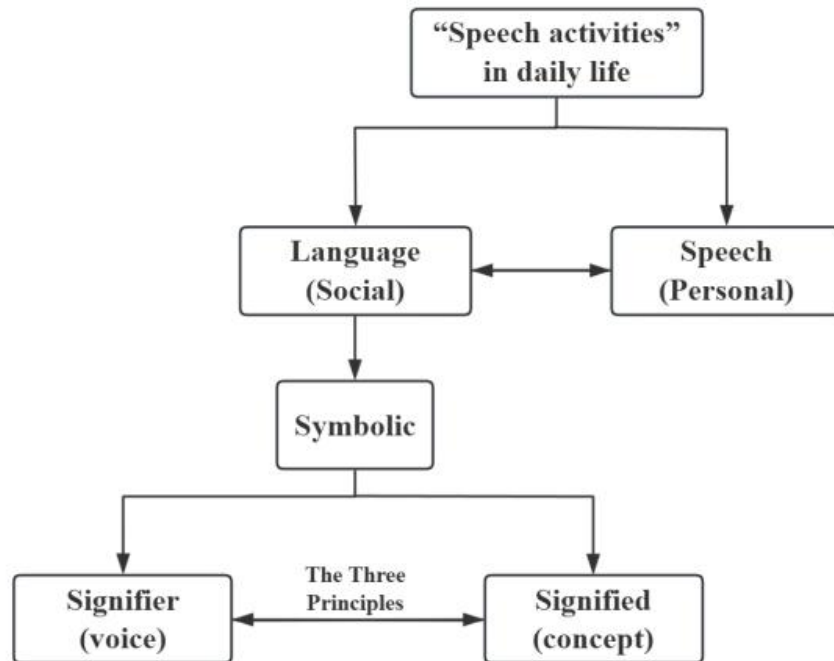 “Speech activities”
in daily life
Language
(Social)
Speech
(Personal)
Symbolic
Signifier
(voice)
The Three
Principles
Signified
(concept)